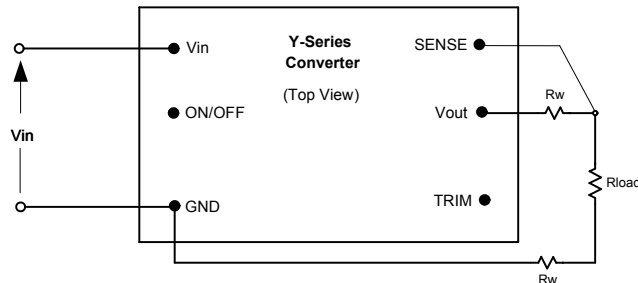 Y-Series
Converter
(Top View)
Vin
SENSE
ON/OFF
Vout
Rw
Vin
Rload
GND
TRIM
Rw